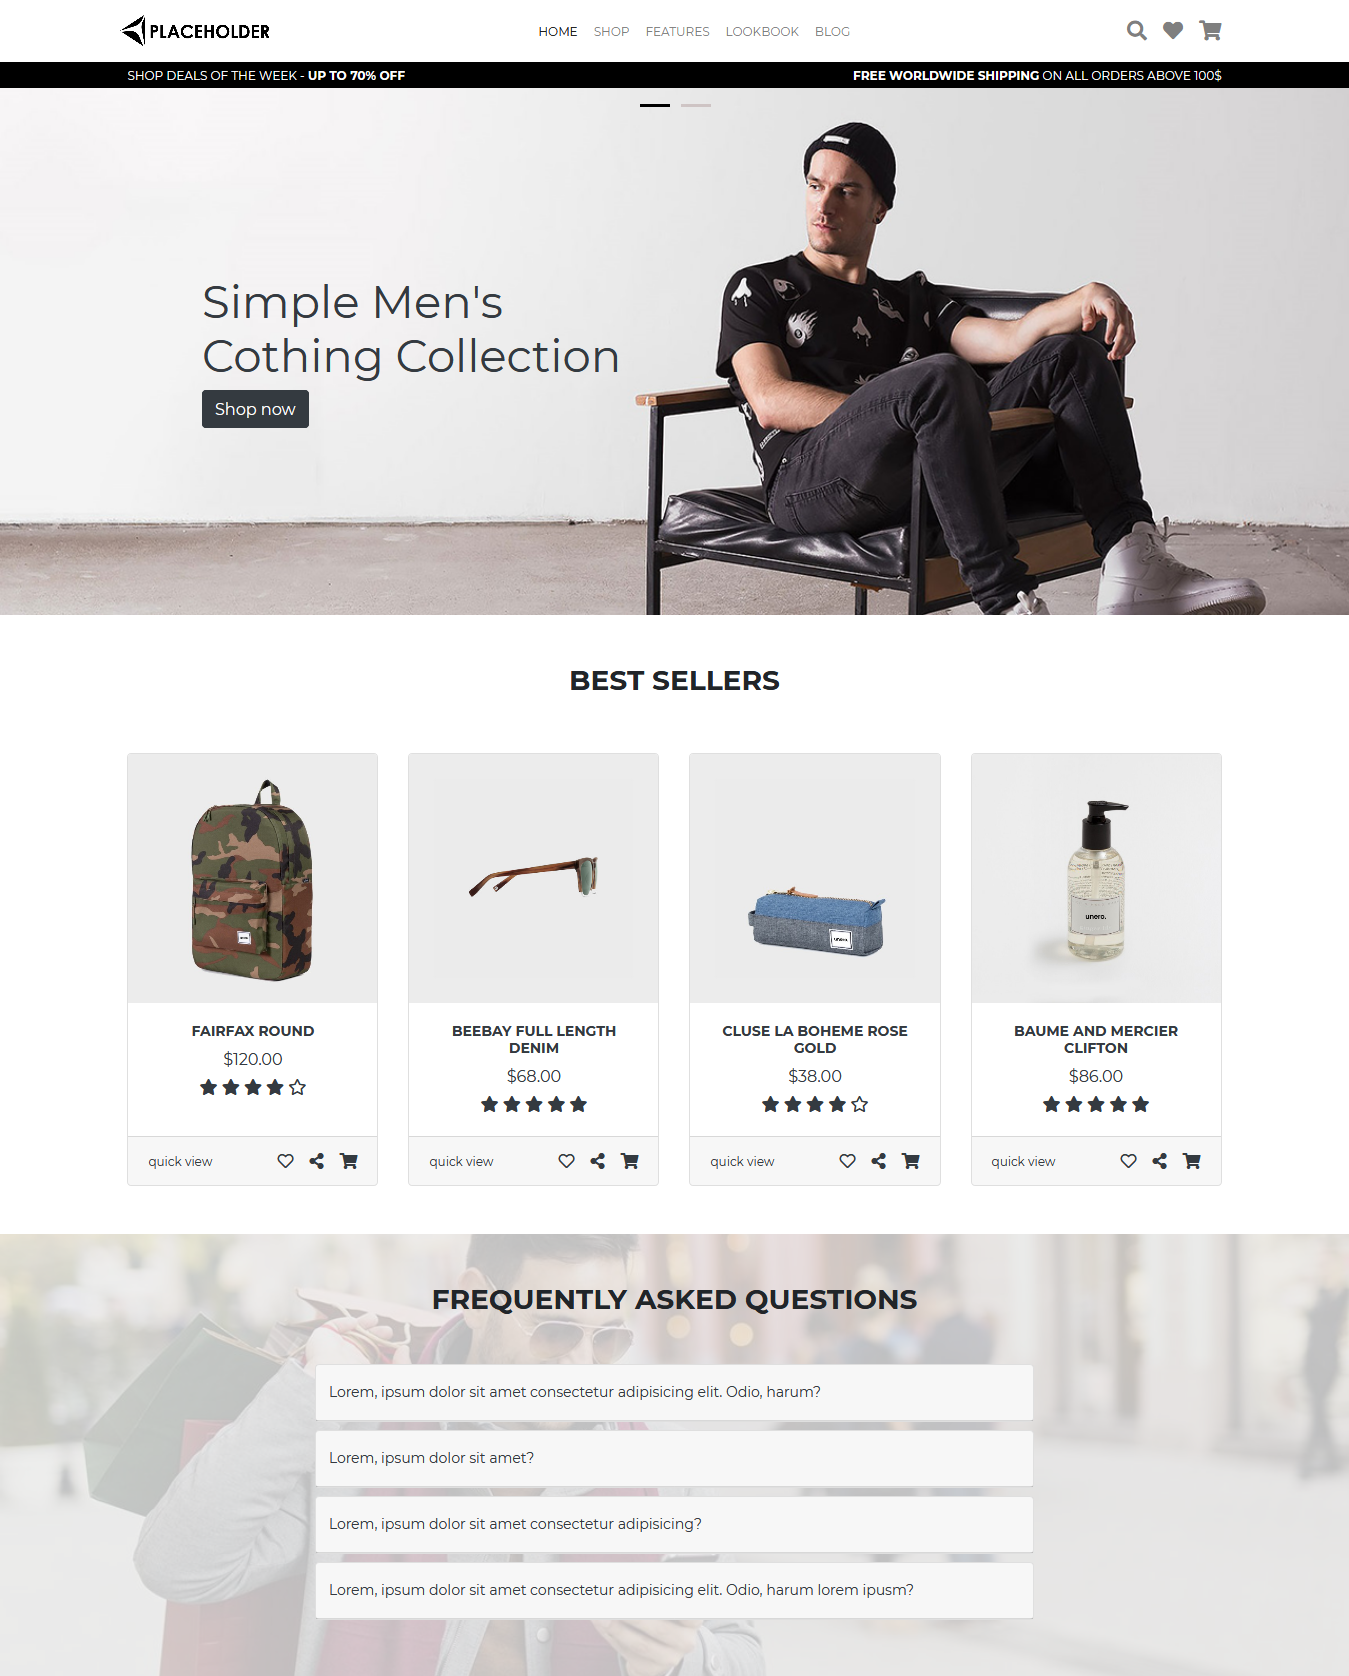 PLACEHOLDER
HOME SHOP FEATURES LOOKBOOK BLOG
SHOP DEALS OF THE WEEK - UP TO 70% OFF
FREE WORLDWIDE SHIPPING ON ALL ORDERS ABOVE 100$
Simple Men's
Cothing Collection
Shop now
BEST SELLERS
unero.
unero.
FAIRFAX ROUND
$120.00
quick view
BEEBAY FULL LENGTH
DENIM
$68.00
quick view
CLUSE LA BOHEME ROSE
GOLD
$38.00
quick view
BAUME AND MERCIER
CLIFTON
$86.00
quick view
FREQUENTLY ASKED QUESTIONS
Lorem, ipsum dolor sit amet consectetur adipisicing elit. Odio, harum?
Lorem, ipsum dolor sit amet?
Lorem, ipsum dolor sit amet consectetur adipisicing?
Lorem, ipsum dolor sit amet consectetur adipisicing elit. Odio, harum lorem ipusm?